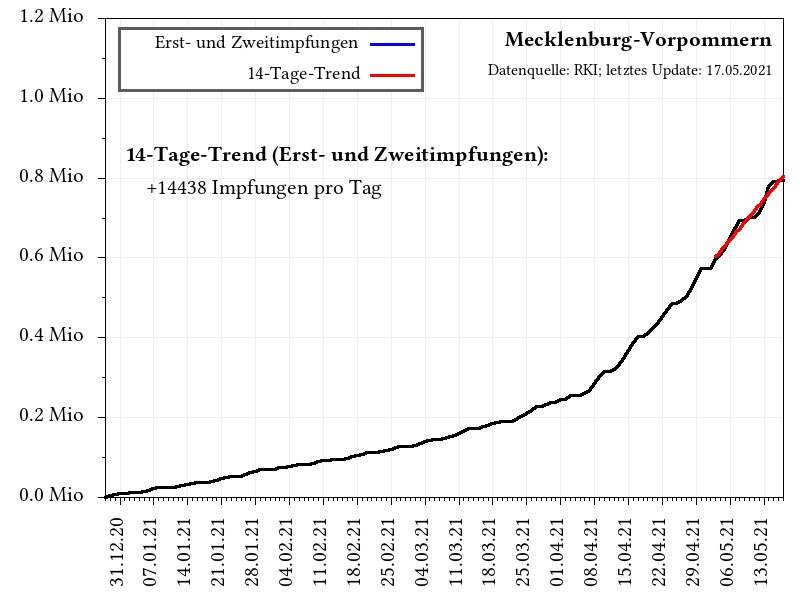 1.2 Mio
1.0 Mio
0.8 Mio
0.6 Mio
0.4 Mio
0.2 Mio
0.0 Mio
Erst- und Zweitimpfungen
14-Tage-Trend
Mecklenburg-Vorpommern
Datenquelle: RKI; letztes Update: 17.05.2021
14-Tage-Trend (Erst- und Zweitimpfungen):
+14438 Impfungen pro Tag
31.12.20
07.01.21
14.01.21
21.01.21
28.01.21
04.02.21
11.02.21
18.02.21
25.02.21
04.03.21
11.03.21
18.03.21
25.03.21
01.04.21
08.04.21
15.04.21
22.04.21
29.04.21
06.05.21
13.05.21